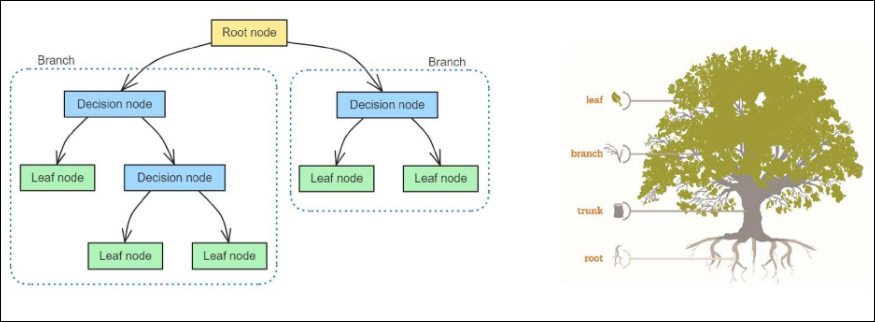 Root node
Branch
Branch
Decision node
Decision node
Leaf node
Decision node
Leaf node
Leaf node
Leaf node
Leaf node
leaf
branch
trunk
root